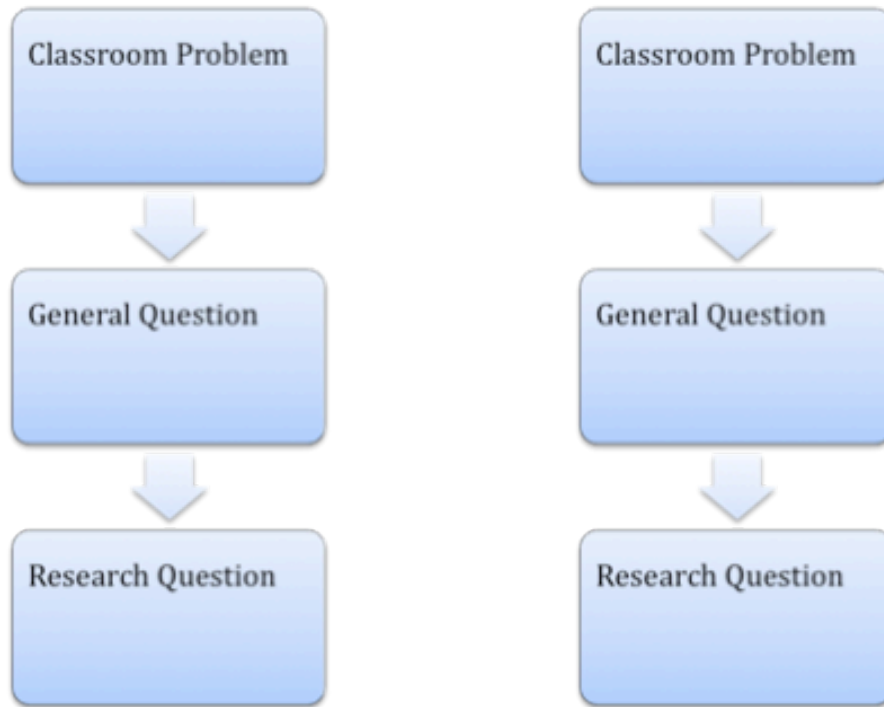 Classroom Problem
General Question
Research Question
Classroom Problem
General Question
Research Question